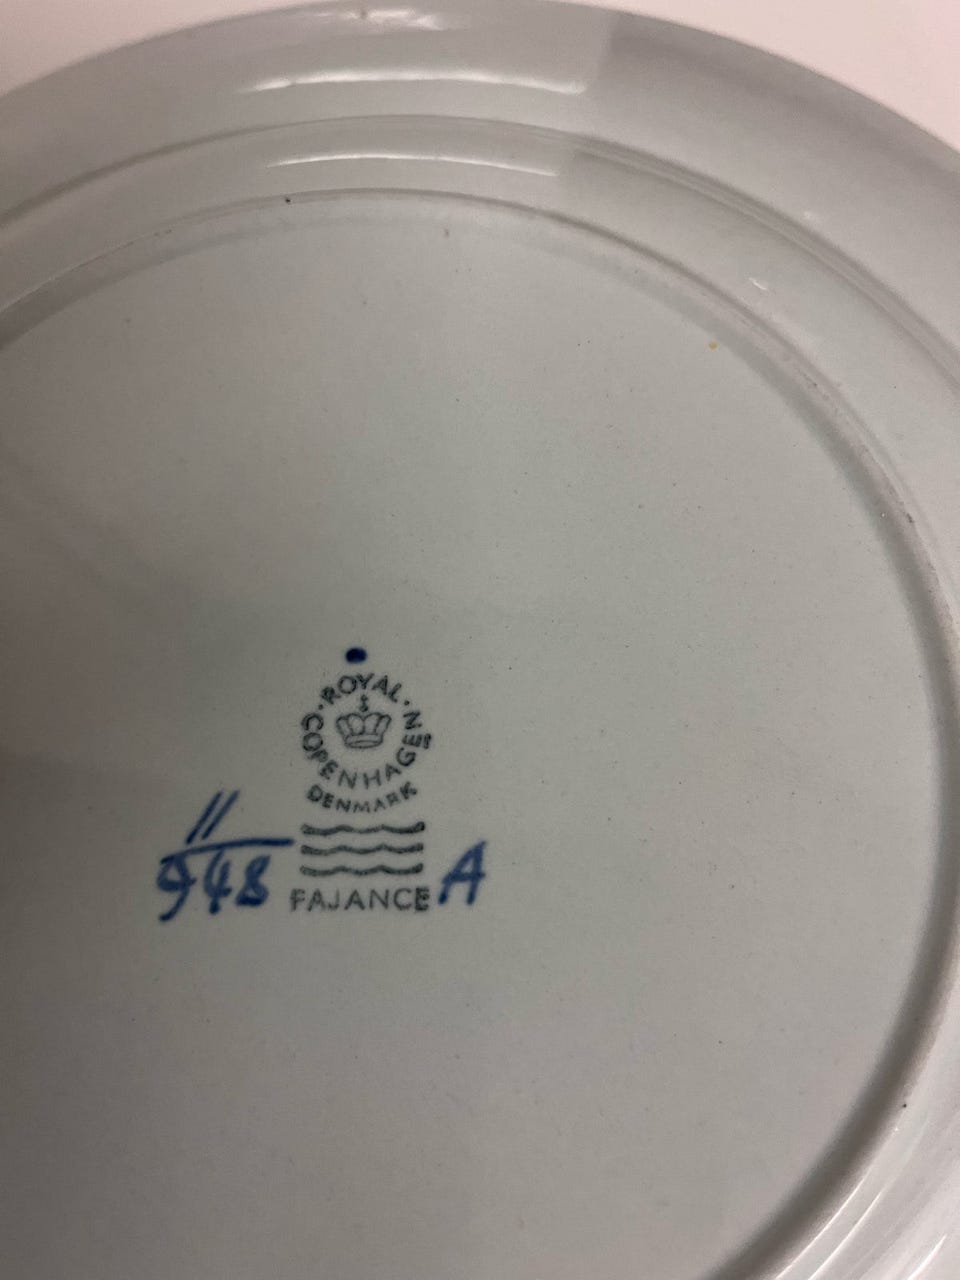 ROYAL
COPENHAGEN
DENMARK
11
948
FAJANCE A